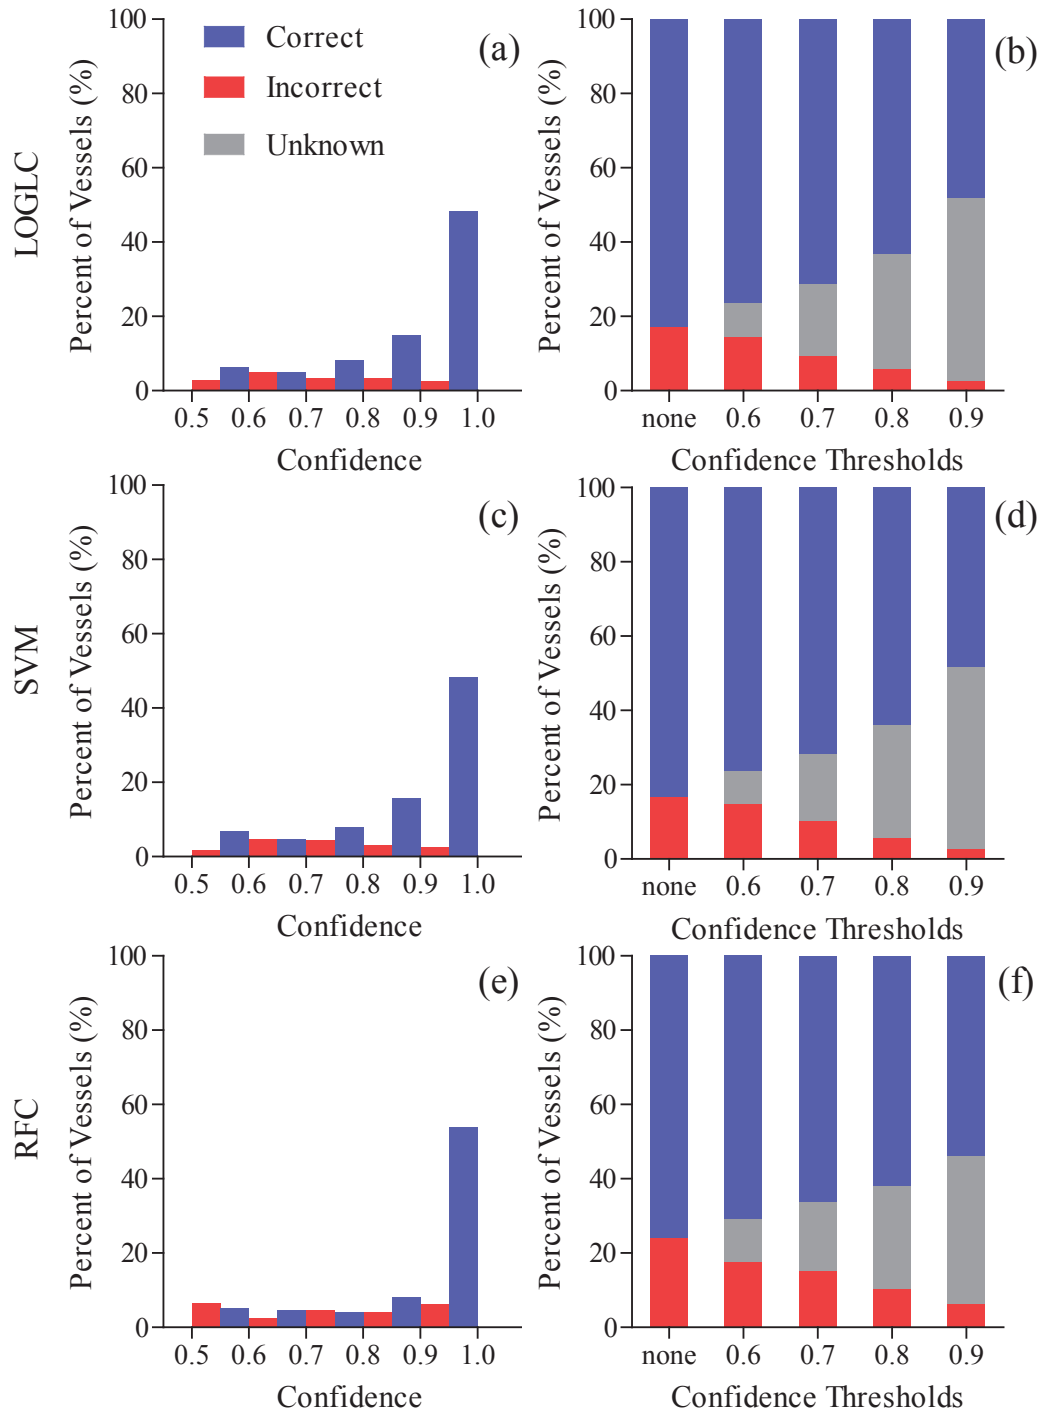 LOGLC
Percent of Vessels (%)
100
80
60
40
20
0
Correct
Incorrect
Unknown
(a)
0.5 0.6 0.7 0.8 0.9 1.0
Confidence
Percent of Vessels (%)
100
80
60
40
20
0
(b)
none 0.6 0.7 0.8 0.9
Confidence Thresholds
SVM
Percent of Vessels (%)
100
80
60
40
20
0
(c)
0.5 0.6 0.7 0.8 0.9 1.0
Confidence
Percent of Vessels (%)
100
80
60
40
20
0
(d)
none 0.6 0.7 0.8 0.9
Confidence Thresholds
RFC
Percent of Vessels (%)
100
80
60
40
20
0
(e)
0.5 0.6 0.7 0.8 0.9 1.0
Confidence
Percent of Vessels (%)
100
80
60
40
20
0
(f)
none 0.6 0.7 0.8 0.9
Confidence Thresholds